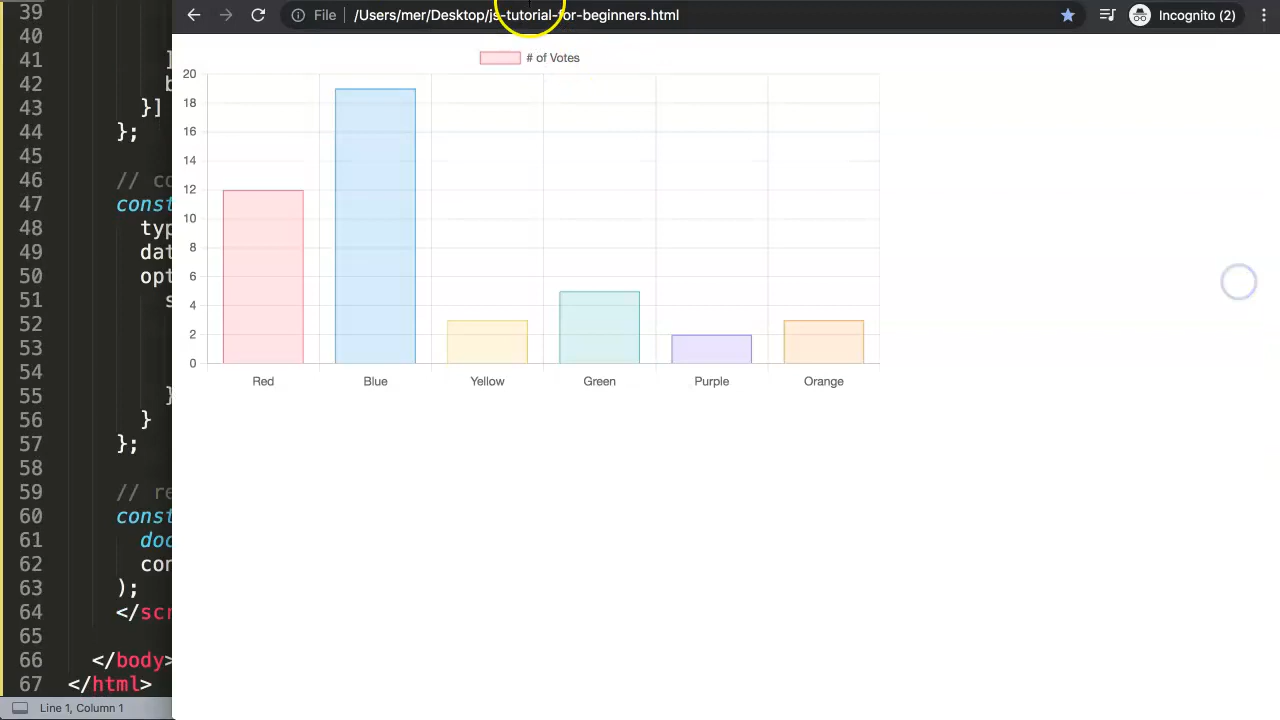 File /Users/mer/Desktop/js-tutorial-for-beginners.html Incognito (2)
# of Votes
20
18
16
14
12
10
8
6
4
2
0
Red Blue Yellow Green Purple Orange
39
40
41 ]
42 b
43 }]
44 };
45
46 // co
47 const
48 typ
49 dat
50 opt
51 s
52
53
54
55 }
56 }
57 };
58
59 // re
60 const
61 doc
62 con
63 );
64 </scr
65
66 </body>
67 </html>
Line 1, Column 1